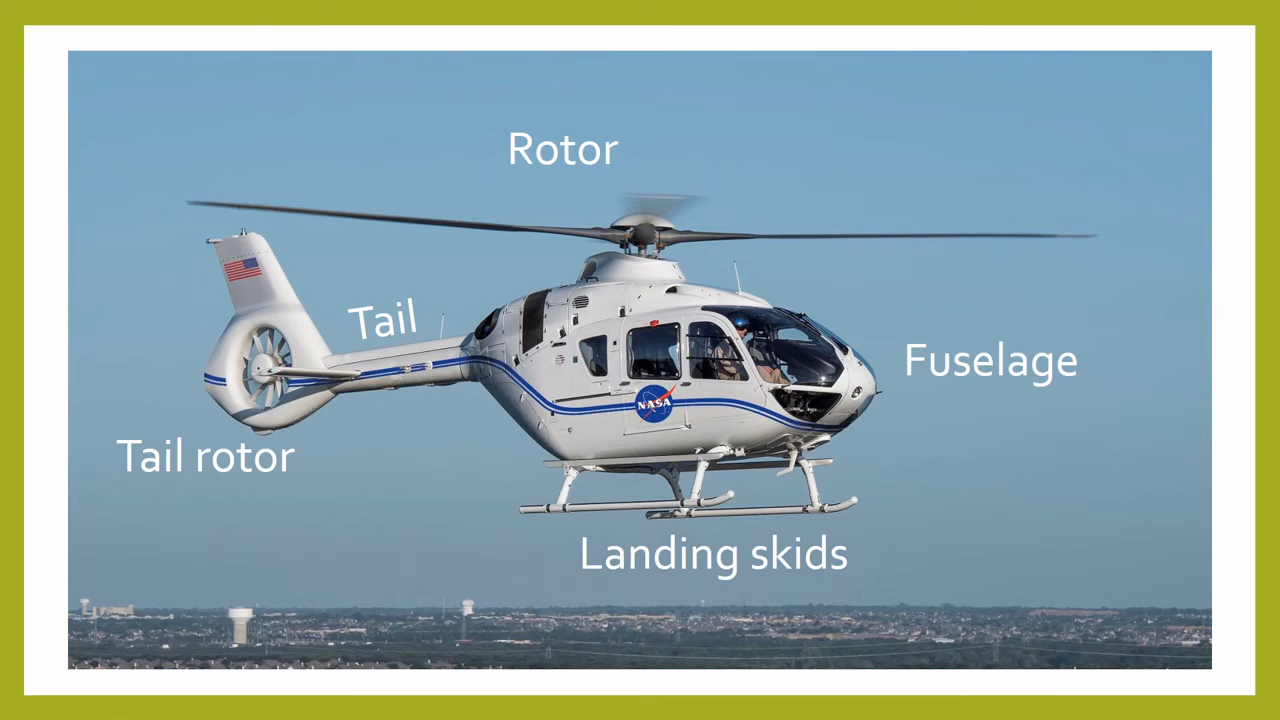 Rotor
Tail
Fuselage
NASA
Tail rotor
Landing skids